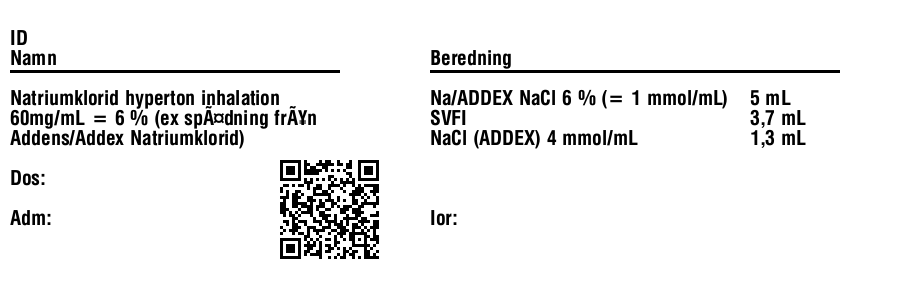 ID
Namn
Beredning
Natriumklorid hyperton inhalation
60mg/mL = 6 % (ex spÃ¤dning frÃ¥n
Addens/Addex Natriumklorid)
Na/ADDEX NaCl 6 % (= 1 mmol/mL) 5 mL
SVFI 3,7 mL
NaCl (ADDEX) 4 mmol/mL 1,3 mL
Dos:
Adm:
Ior: